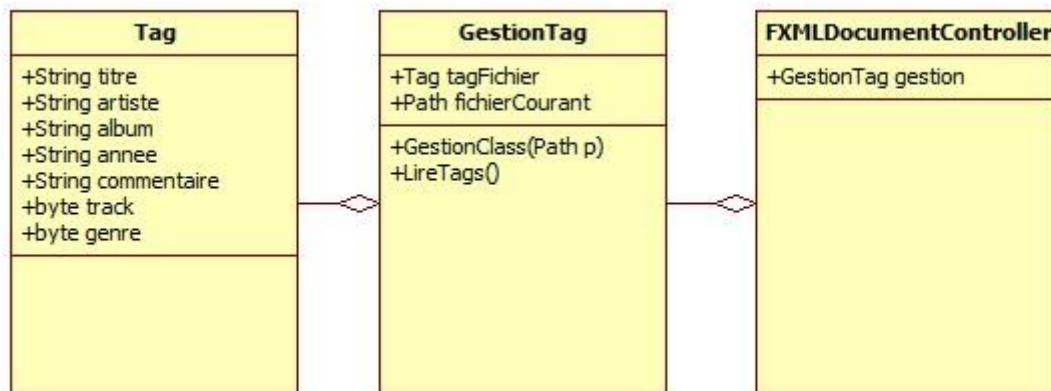 Tag
+String titre
+String artiste
+String album
+String annee
+String commentaire
+byte track
+byte genre
GestionTag
+Tag tagFichier
+Path fichierCourant
+GestionClass(Path p)
+LireTags()
FXMLDocumentController
+GestionTag gestion